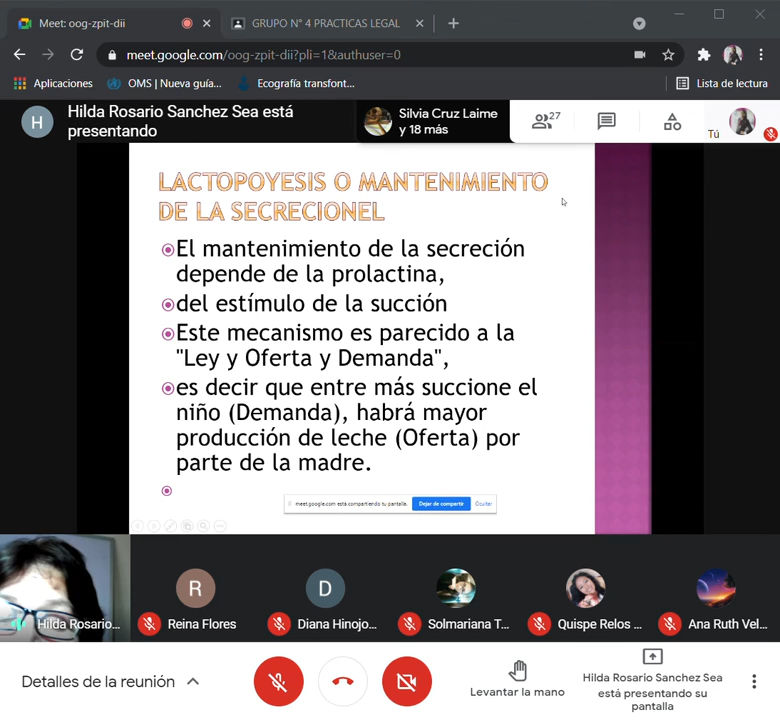 Meet: oog-zpit-dii
GRUPO N° 4 PRACTICAS LEGAL
meet.google.com/oog-zpit-dii?pli=1&authuser=0
Aplicaciones
OMS | Nueva guía...
Ecografía transfont...
Lista de lectura
H
Hilda Rosario Sanchez Sea está
presentando
Silvia Cruz Laime
y 18 más
27
Tú
LACTOPOYESIS O MANTENIMIENTO
DE LA SECRECIONEL
El mantenimiento de la secreción
depende de la prolactina,
del estímulo de la succión
Este mecanismo es parecido a la
"Ley y Oferta y Demanda",
es decir que entre más succione el
niño (Demanda), habrá mayor
producción de leche (Oferta) por
parte de la madre.
meet.google.com está compartiendo tu pantalla.
Dejar de compartir
Ocultar
R
D
Hilda Rosario...
Reina Flores
Diana Hinojo...
Solmariana T...
Quispe Relos ...
Ana Ruth Vel...
Detalles de la reunión
Levantar la mano
Hilda Rosario Sanchez Sea
está presentando su
pantalla